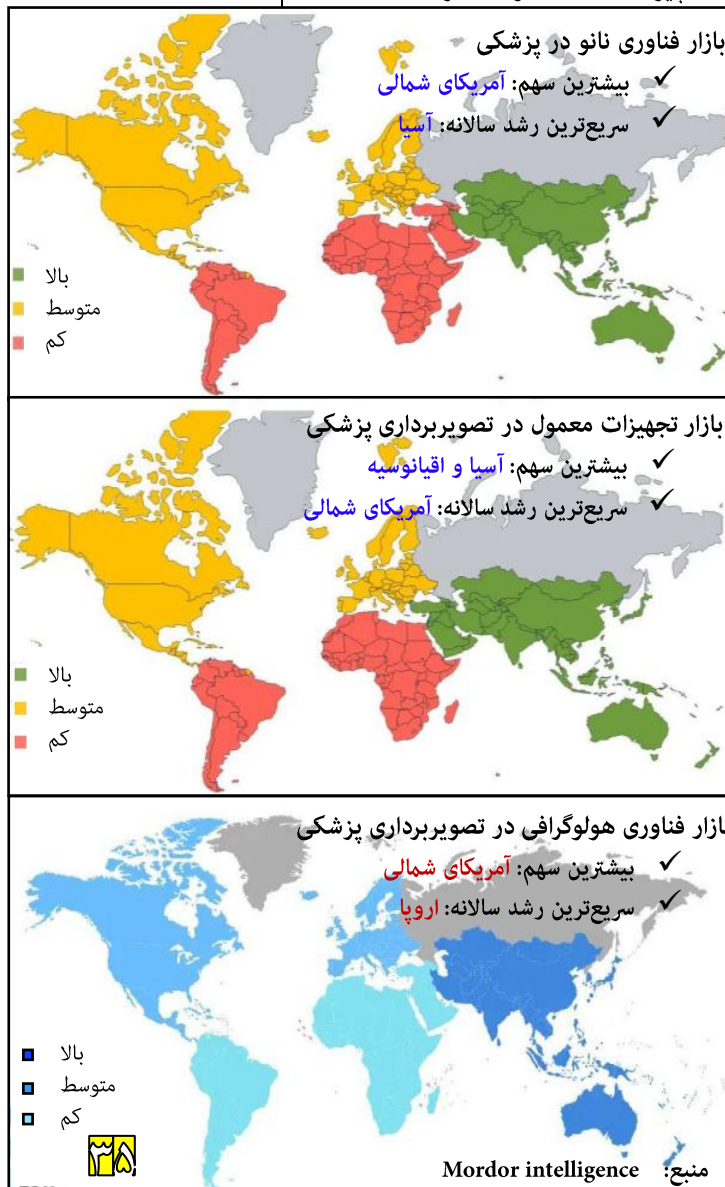 بازار فناوری نانو در پزشکی
✓ بیشترین سهم: آمریکای شمالی
✓ سریع‌ترین رشد سالانه: آسیا
بالا
متوسط
کم
بازار تجهیزات معمول در تصویربرداری پزشکی
✓ بیشترین سهم: آسیا و اقیانوسیه
✓ سریع‌ترین رشد سالانه: آمریکای شمالی
بالا
متوسط
کم
بازار فناوری هولوگرافی در تصویربرداری پزشکی
✓ بیشترین سهم: آمریکای شمالی
✓ سریع‌ترین رشد سالانه: اروپا
بالا
متوسط
کم
۳۵
منبع: Mordor intelligence